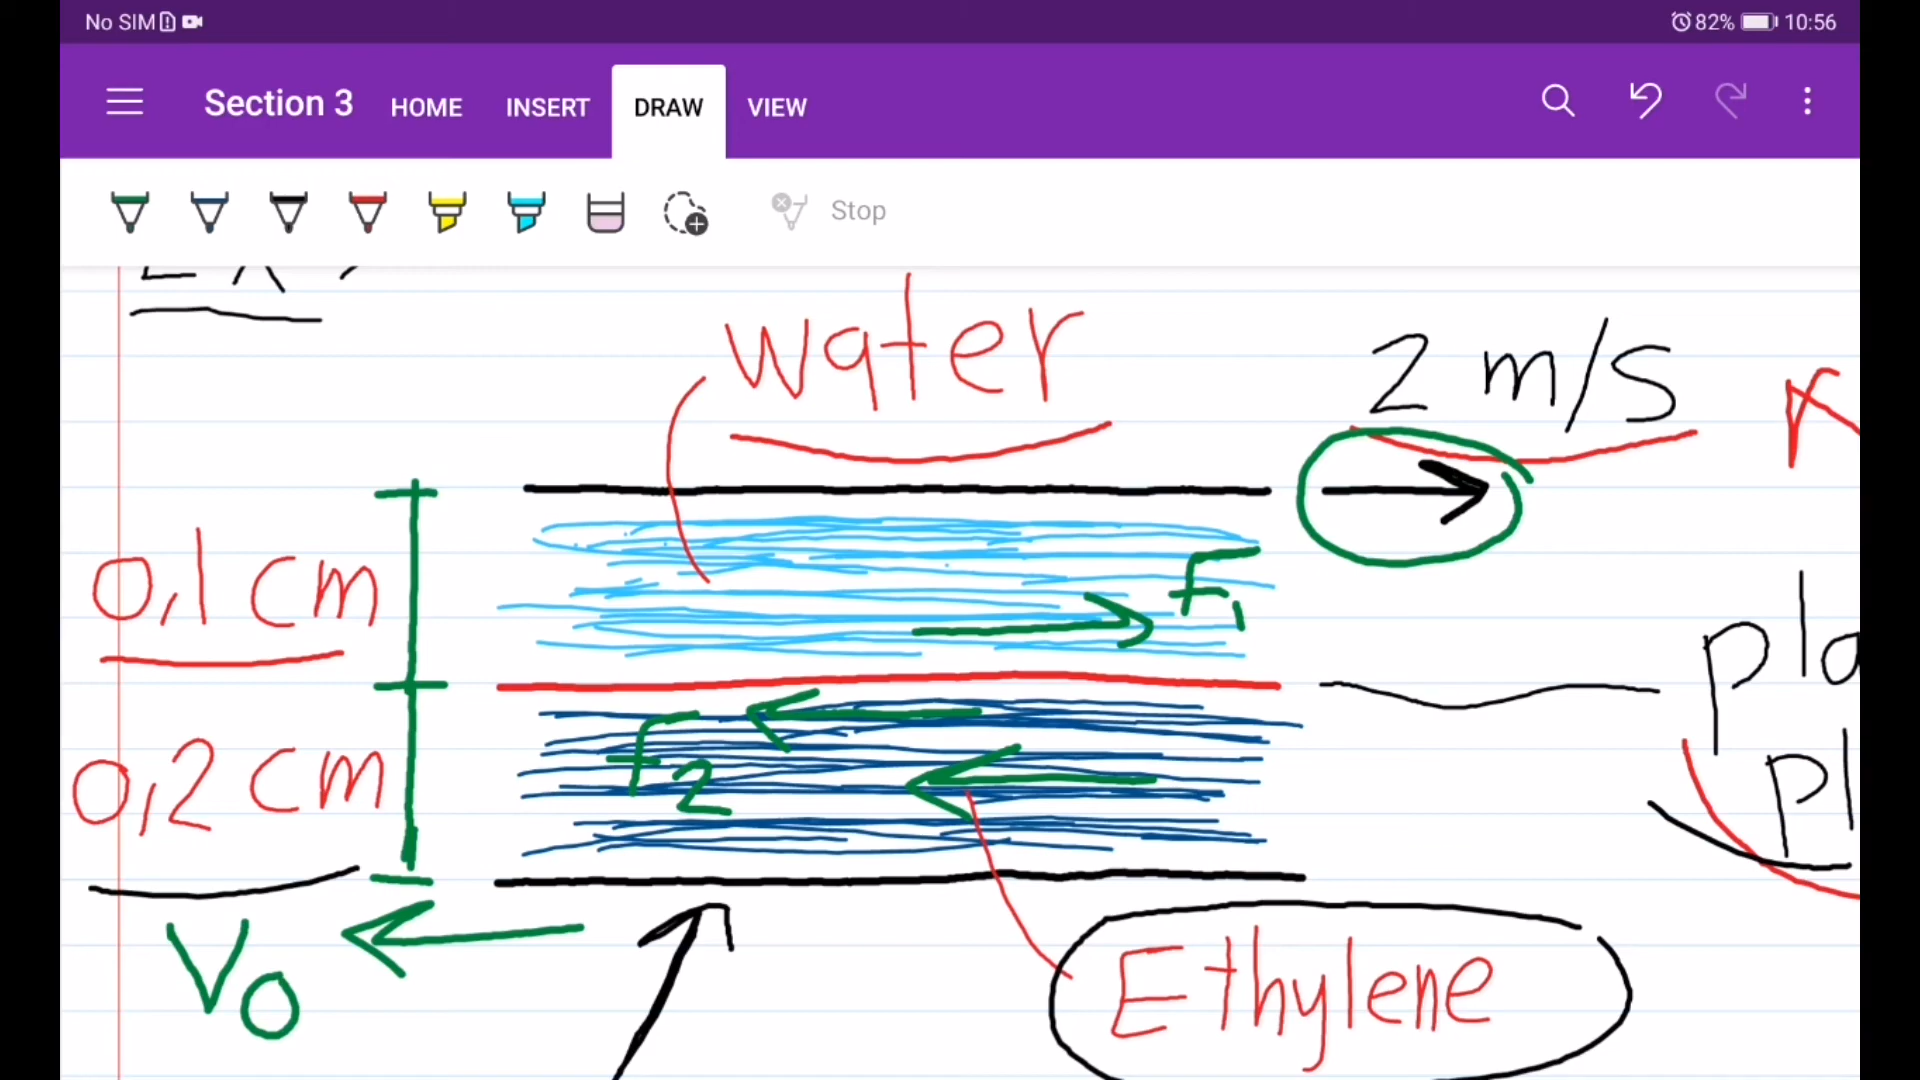 No SIM 82% 10:56
Section 3 HOME INSERT DRAW VIEW
Stop
water
2 m/s
0,1 cm
F1
0,2 cm
F2
V0
Ethylene